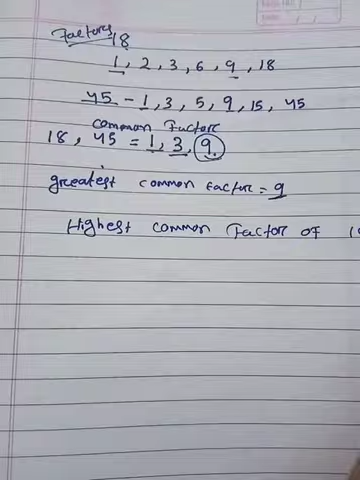 Factors 18
1, 2, 3, 6, 9, 18
45 - 1, 3, 5, 9, 15, 45
common Factor
18, 45 = 1, 3, 9
greatest common Factor = 9
Highest common Factor of